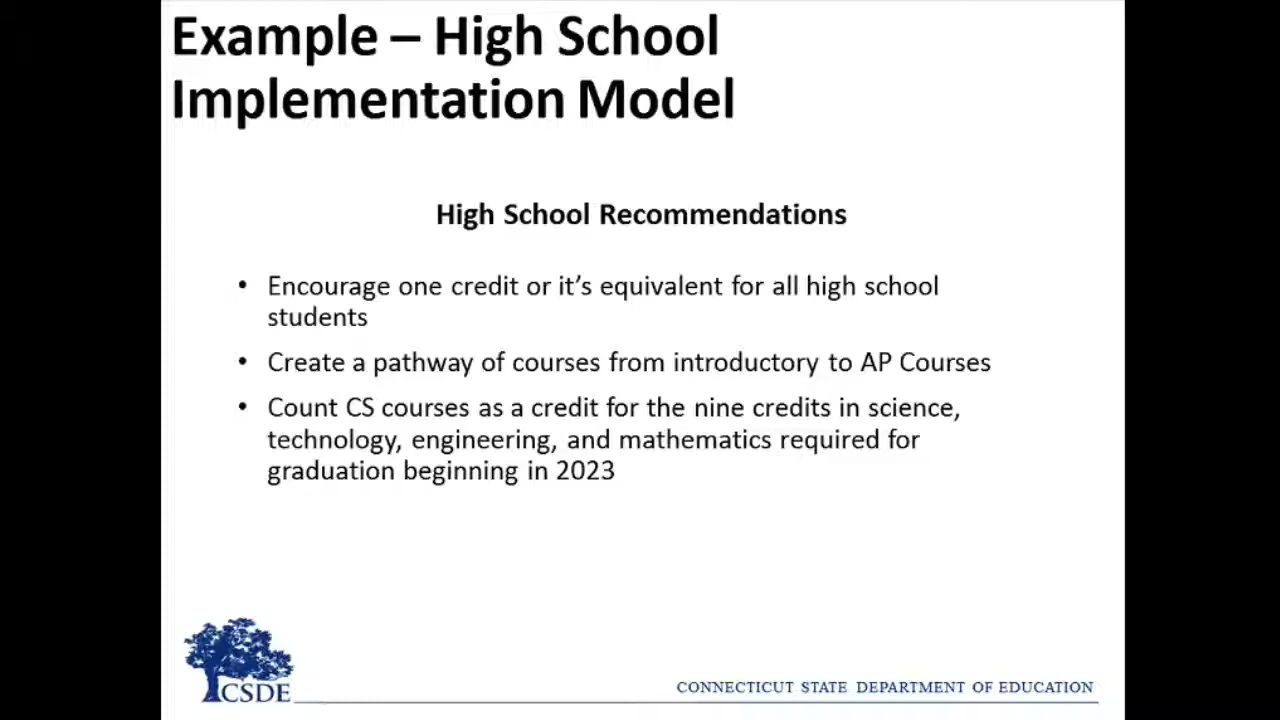 Example – High School
Implementation Model
High School Recommendations
• Encourage one credit or it’s equivalent for all high school
students
• Create a pathway of courses from introductory to AP Courses
• Count CS courses as a credit for the nine credits in science,
technology, engineering, and mathematics required for
graduation beginning in 2023
CSDE
CONNECTICUT STATE DEPARTMENT OF EDUCATION